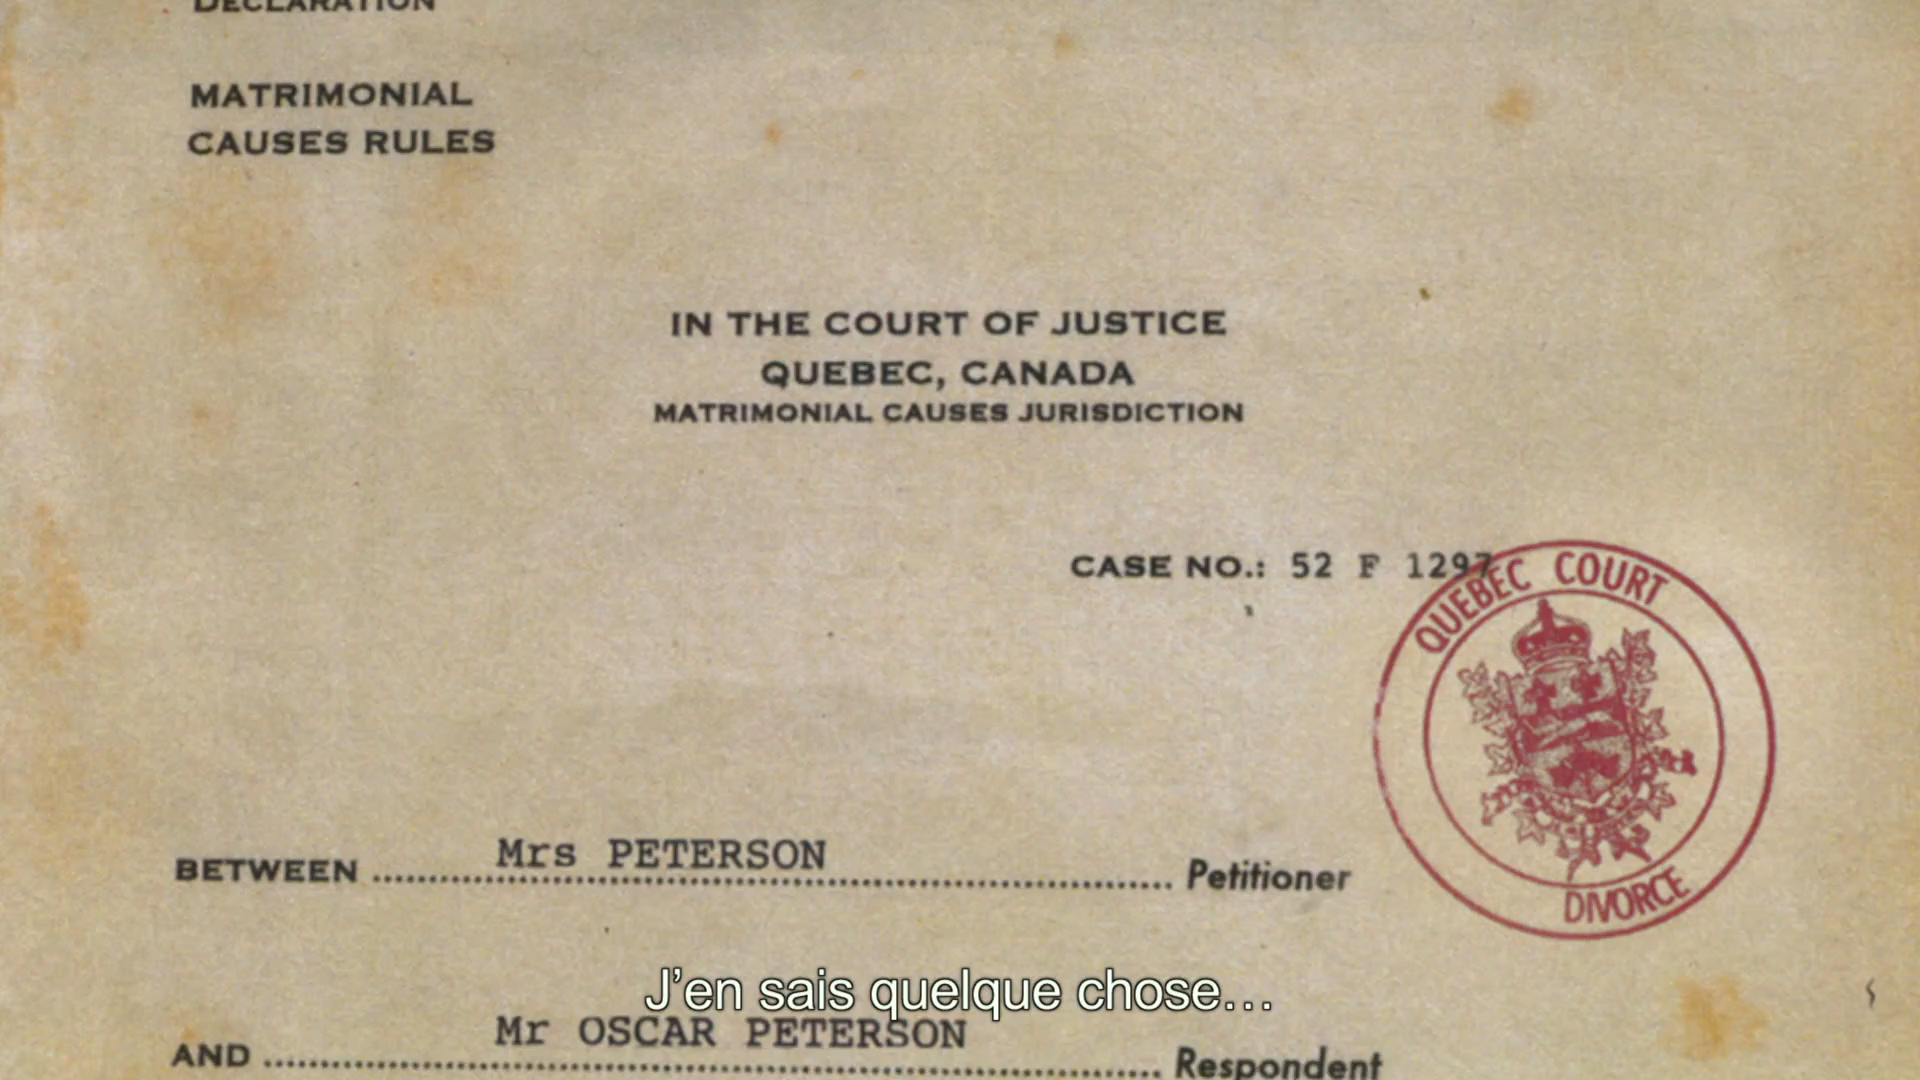 DECLARATION
MATRIMONIAL
CAUSES RULES
IN THE COURT OF JUSTICE
QUEBEC, CANADA
MATRIMONIAL CAUSES JURISDICTION
CASE NO.: 52 F 1297
QUEBEC COURT
DIVORCE
BETWEEN Mrs PETERSON Petitioner
J'en sais quelque chose...
AND Mr OSCAR PETERSON Respondent